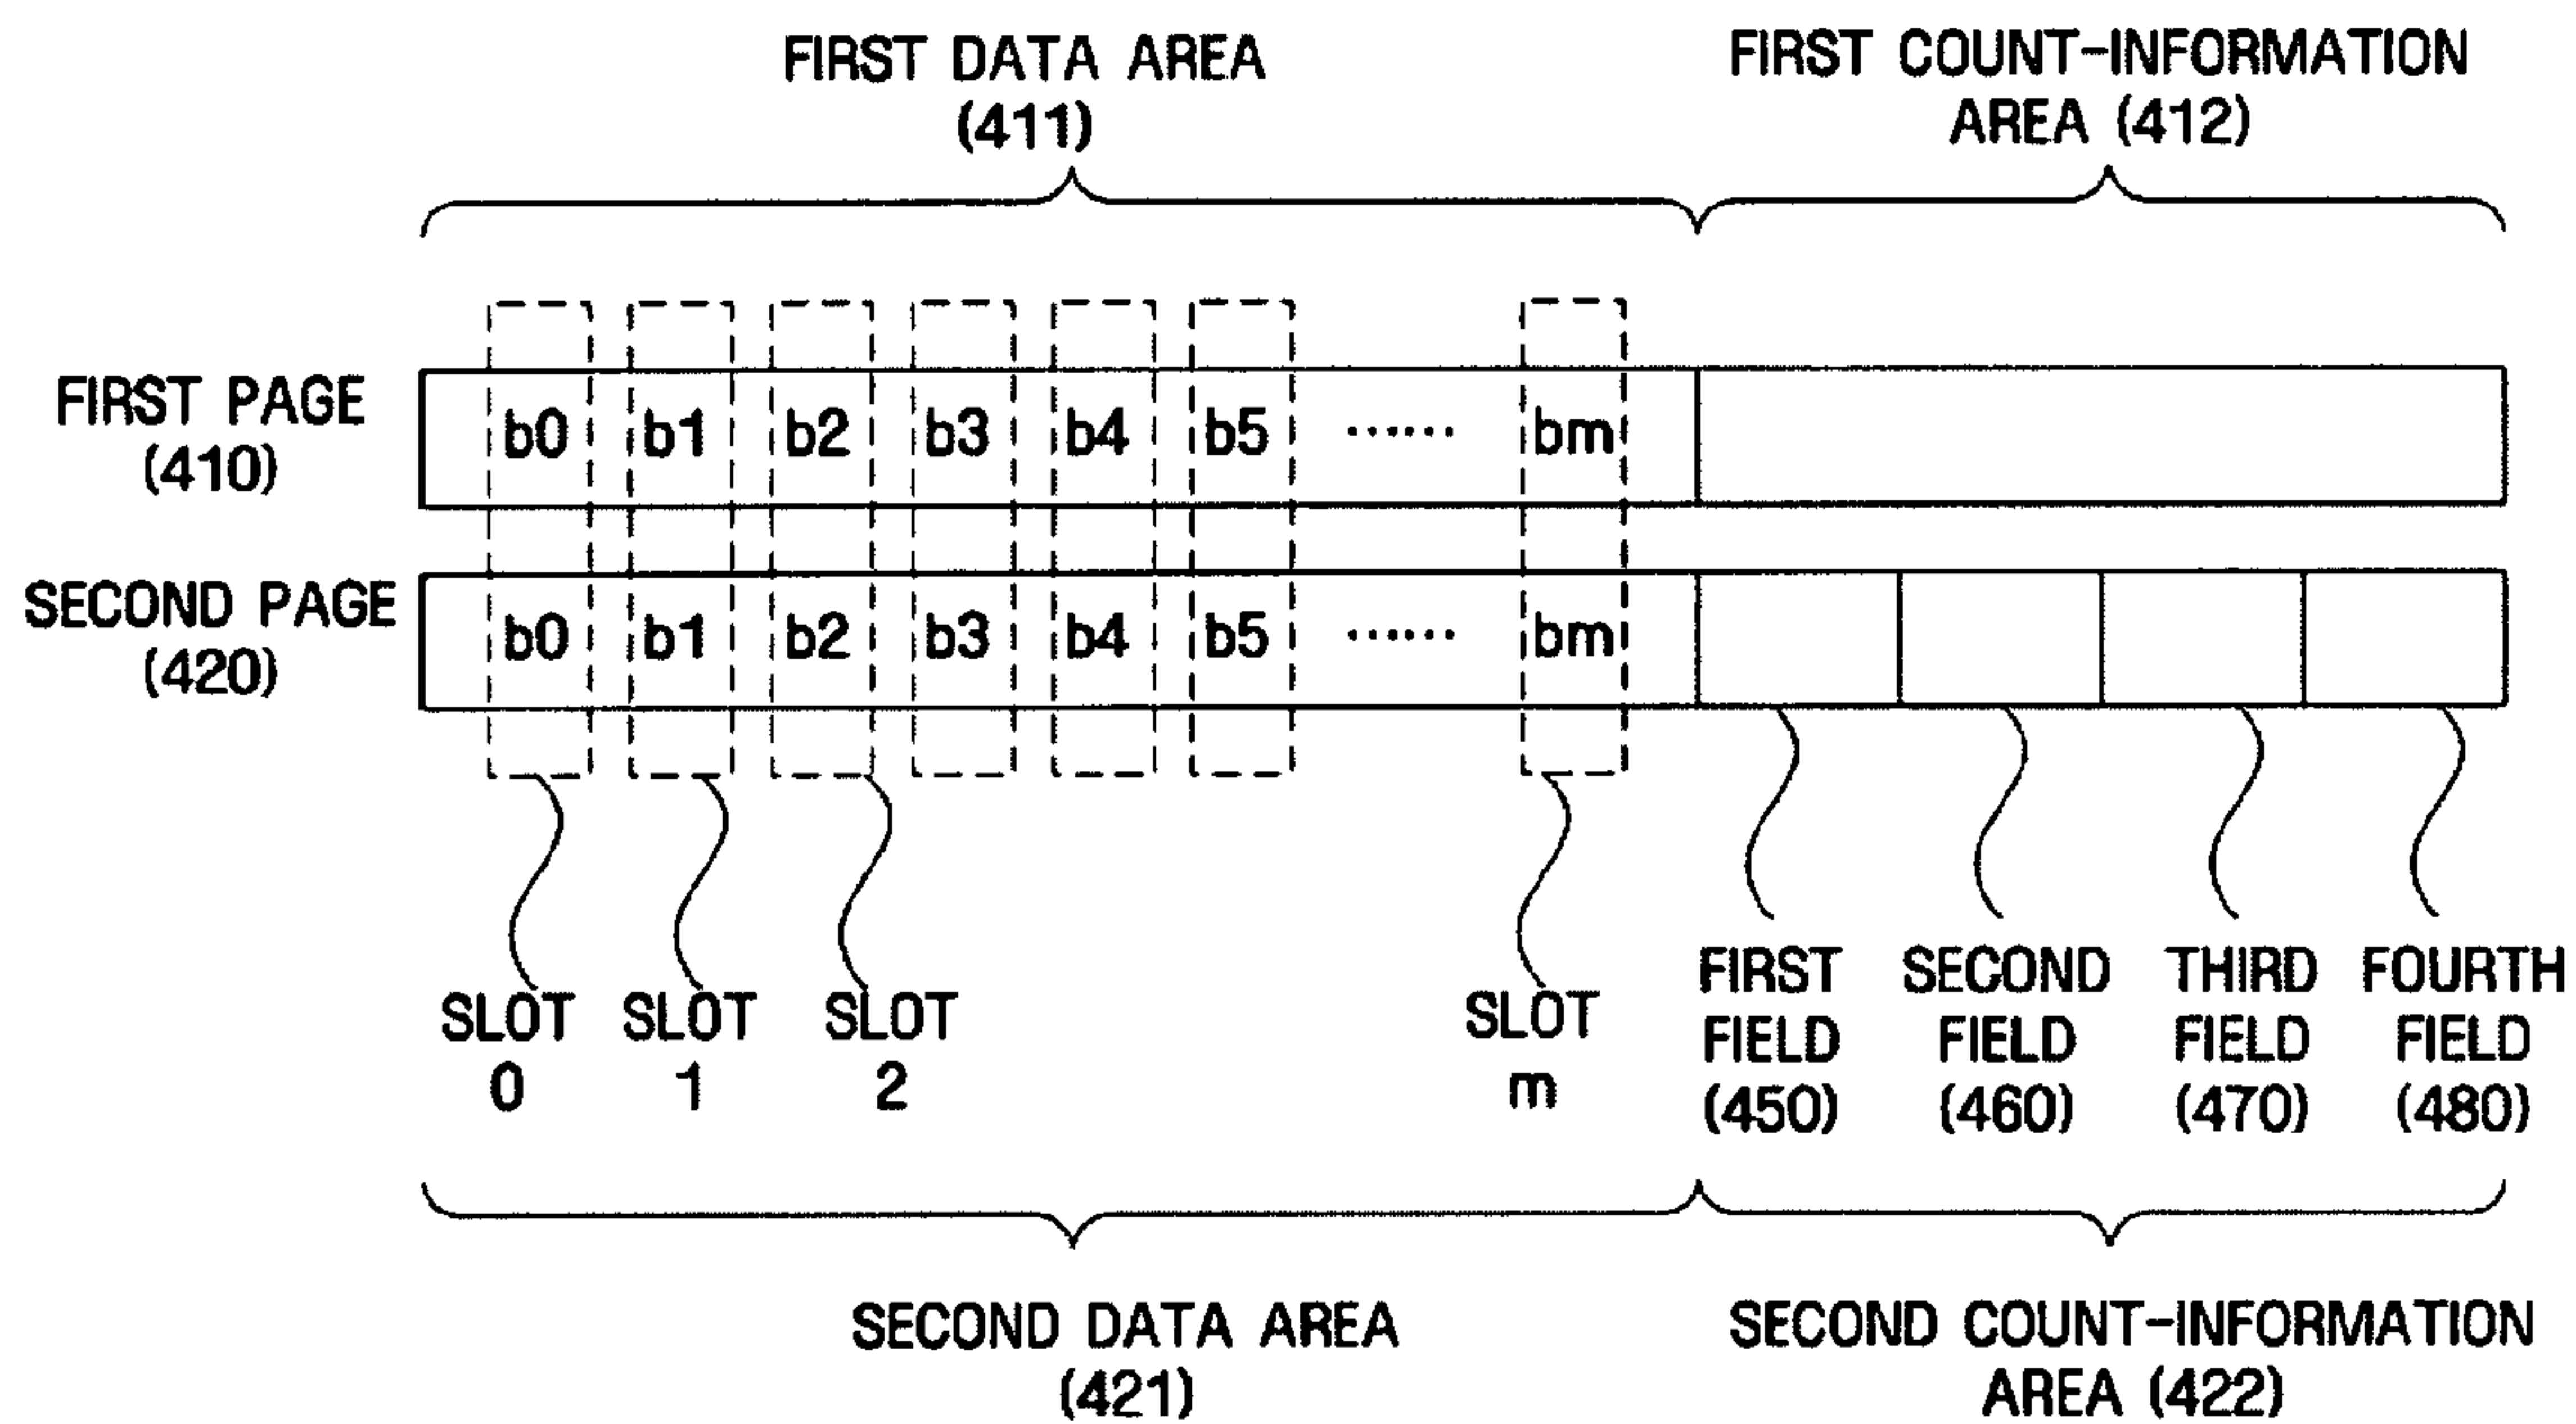 FIRST DATA AREA
(411)
FIRST COUNT-INFORMATION
AREA (412)
FIRST PAGE
(410)
b0 b1 b2 b3 b4 b5 ...... bm
SECOND PAGE
(420)
b0 b1 b2 b3 b4 b5 ...... bm
SLOT
0
SLOT
1
SLOT
2
SLOT
m
FIRST
FIELD
(450)
SECOND
FIELD
(460)
THIRD
FIELD
(470)
FOURTH
FIELD
(480)
SECOND DATA AREA
(421)
SECOND COUNT-INFORMATION
AREA (422)